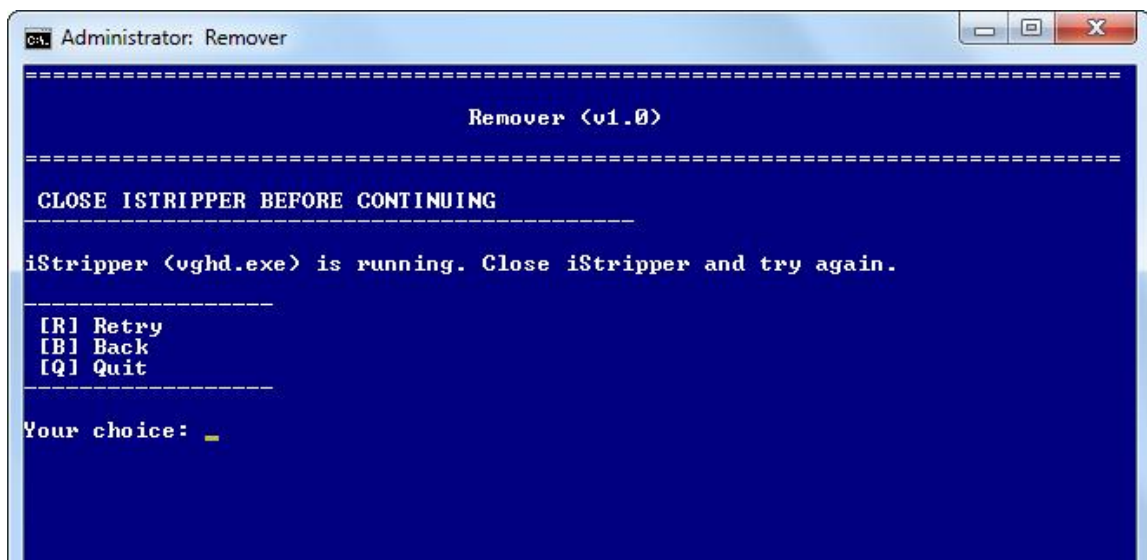 Administrator: Remover
===============================================================================
Remover (v1.0)
===============================================================================
CLOSE ISTRIPPER BEFORE CONTINUING
--------------------------------------------
iStripper (vghd.exe) is running. Close iStripper and try again.
------------------
[R] Retry
[B] Back
[Q] Quit
------------------
Your choice: _